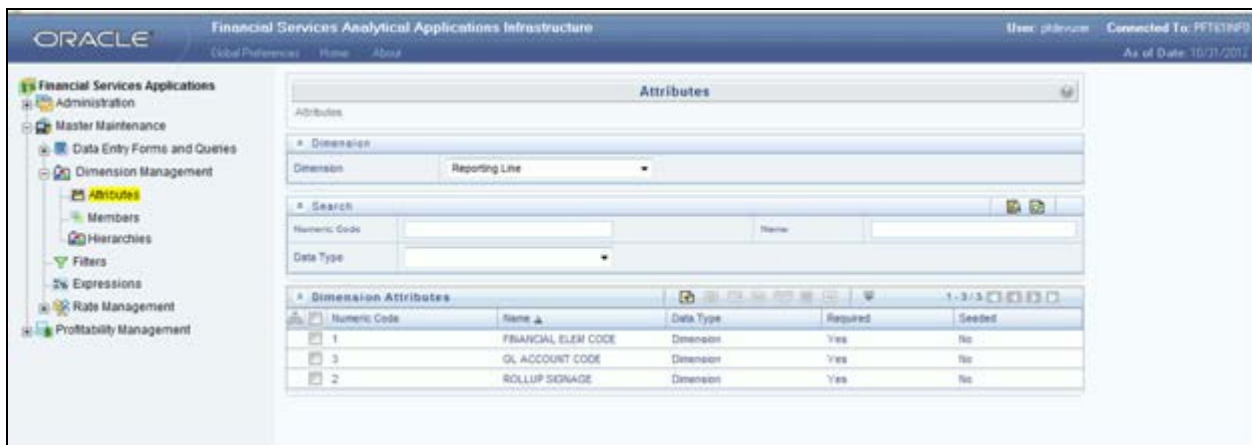 ORACLE
Financial Services Analytical Applications Infrastructure
User:
Connected To:
Global Preferences Home About
As of Date: 10/31/2012
Financial Services Applications
Administration
Master Maintenance
Data Entry Forms and Queries
Dimension Management
Attributes
Members
Hierarchies
Filters
Expressions
Rate Management
Profitability Management
Attributes
Attributes
Dimension
Dimension Reporting Line
Search
Numeric Code Name
Data Type
Dimension Attributes 1 - 3 / 3
Numeric Code Name Data Type Required Seeded
1 FINANCIAL ELEM CODE Dimension Yes No
3 GL ACCOUNT CODE Dimension Yes No
2 ROLLUP SIGNAGE Dimension Yes No